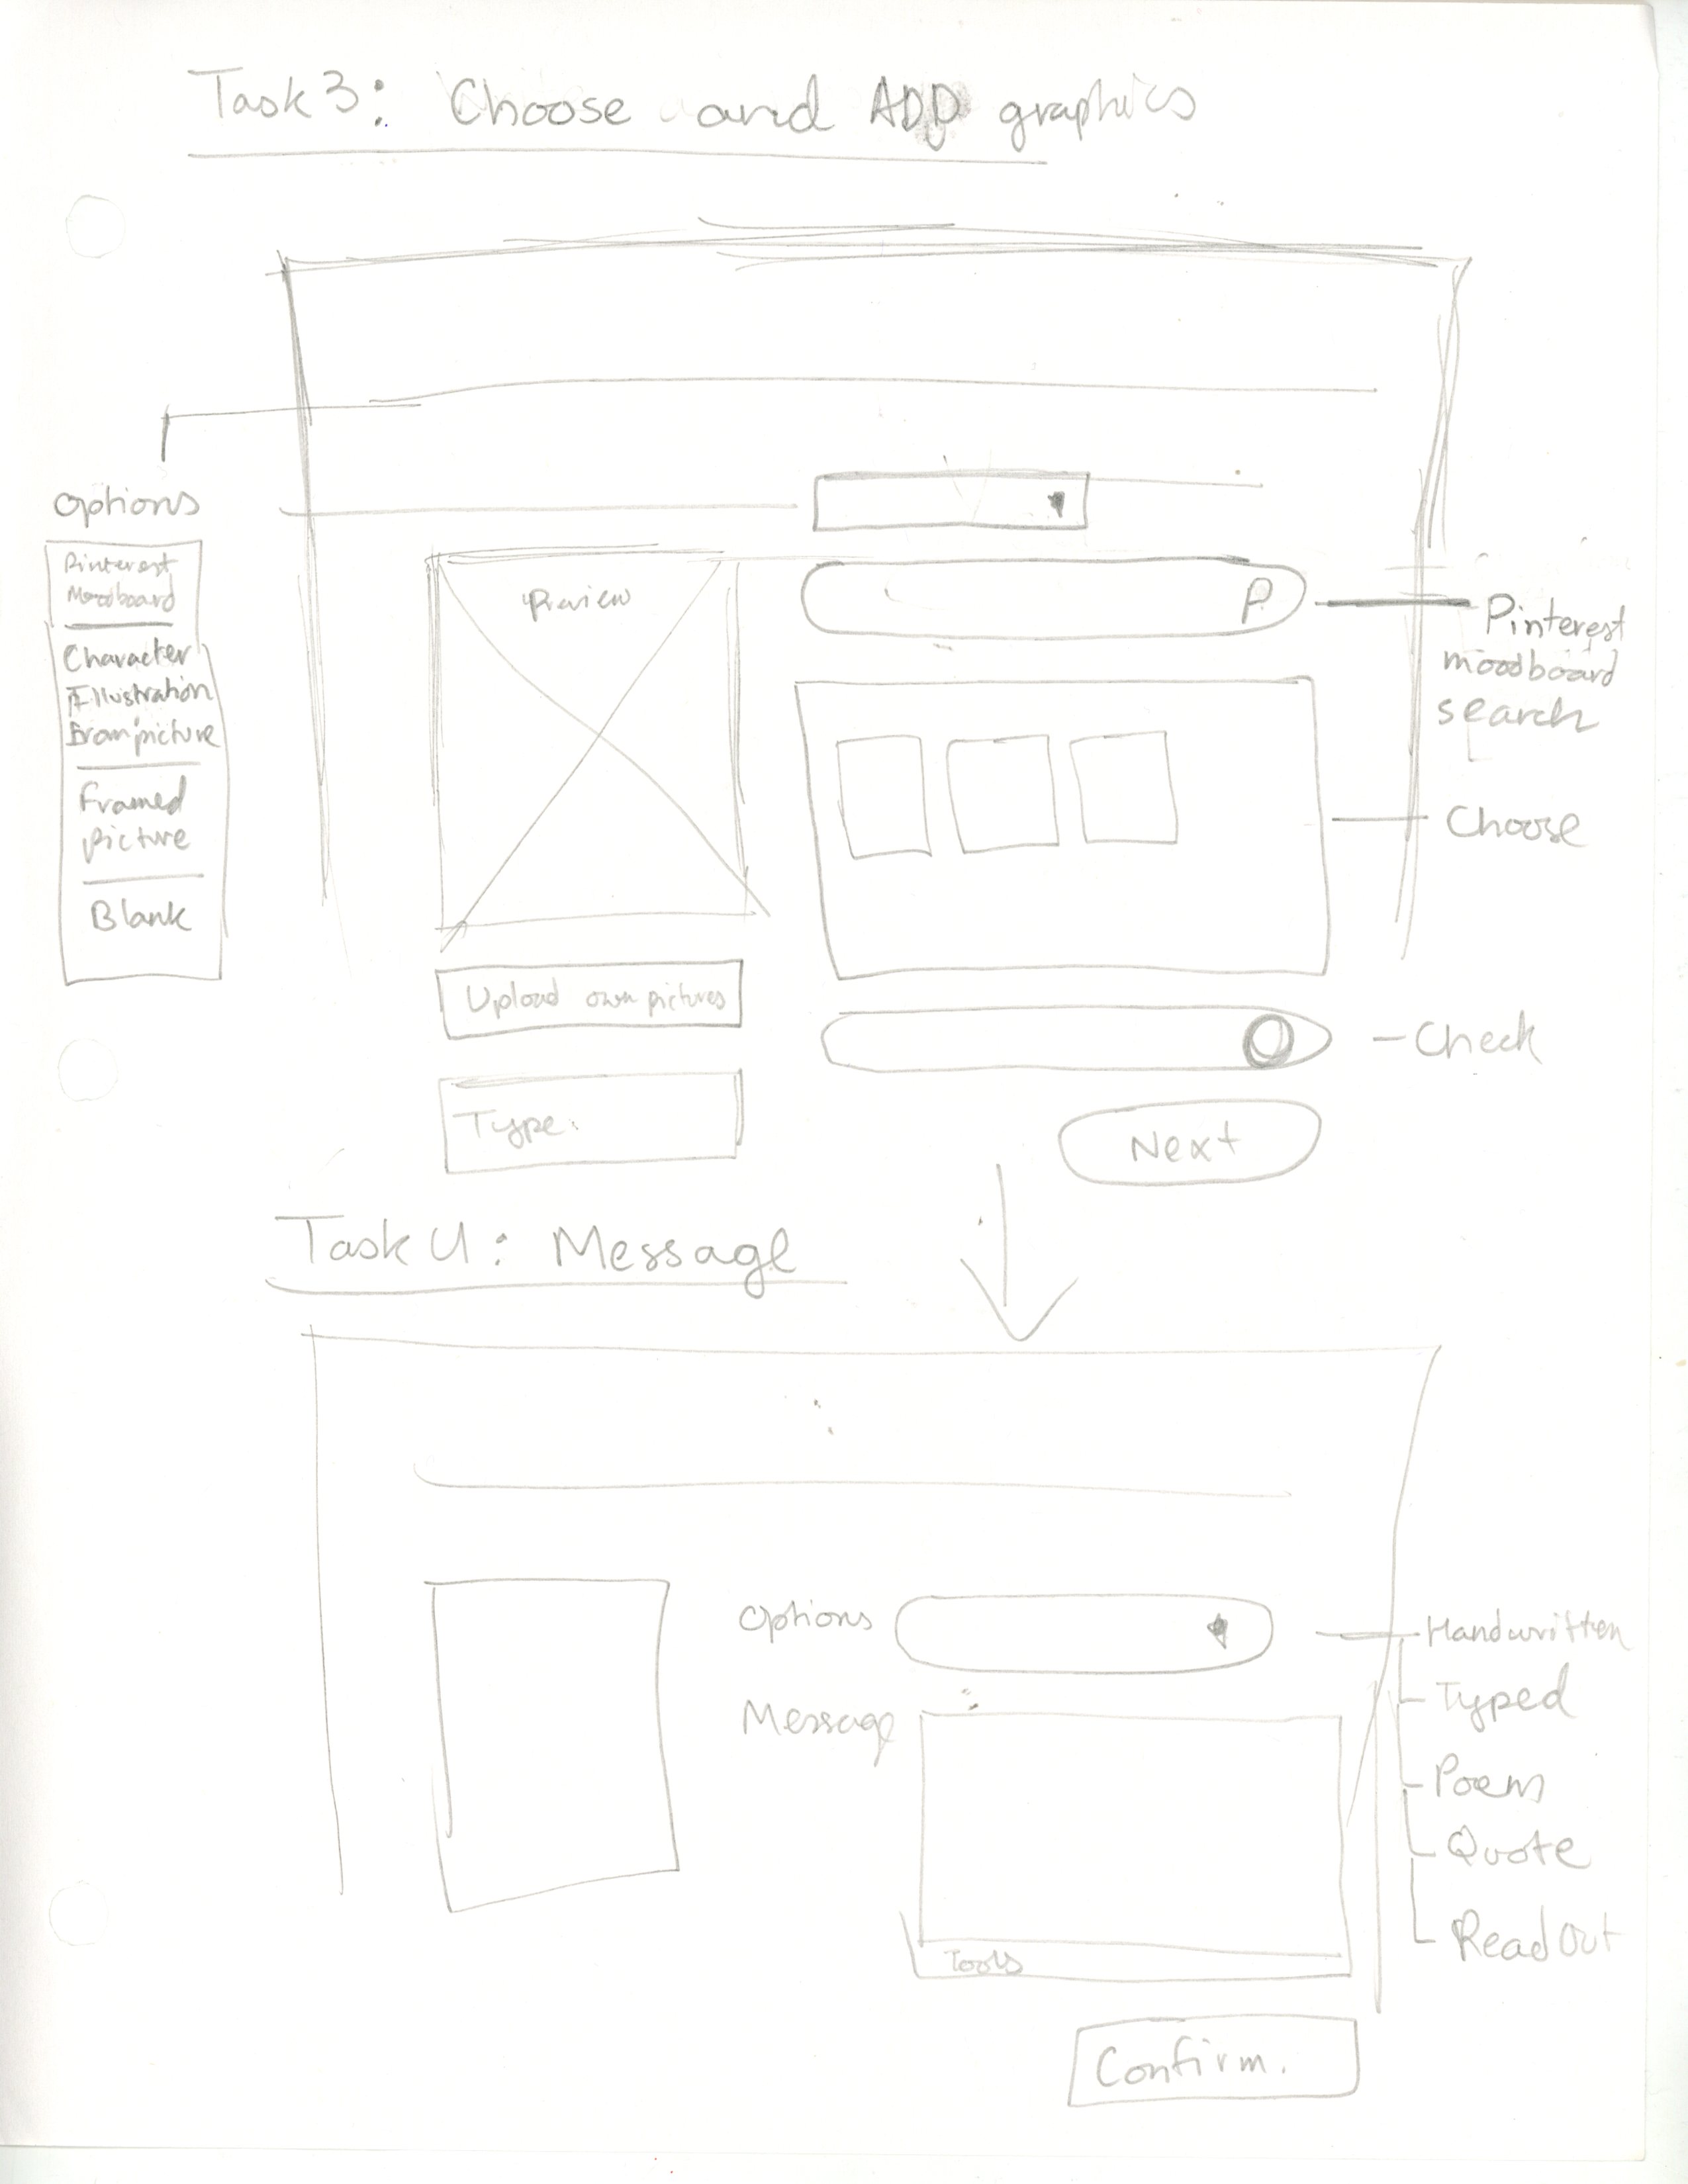 Task 3: Choose and ADD graphics
Options
Pinterest
Moodboard
Character
Illustration
From picture
Framed
picture
Blank
Preview
Pinterest
moodboard
search
Choose
Upload own pictures
Check
Type:
Next
Task 4: Message
Options
Handwritten
Typed
Message
Poem
Quote
Read Out
Tools
Confirm.